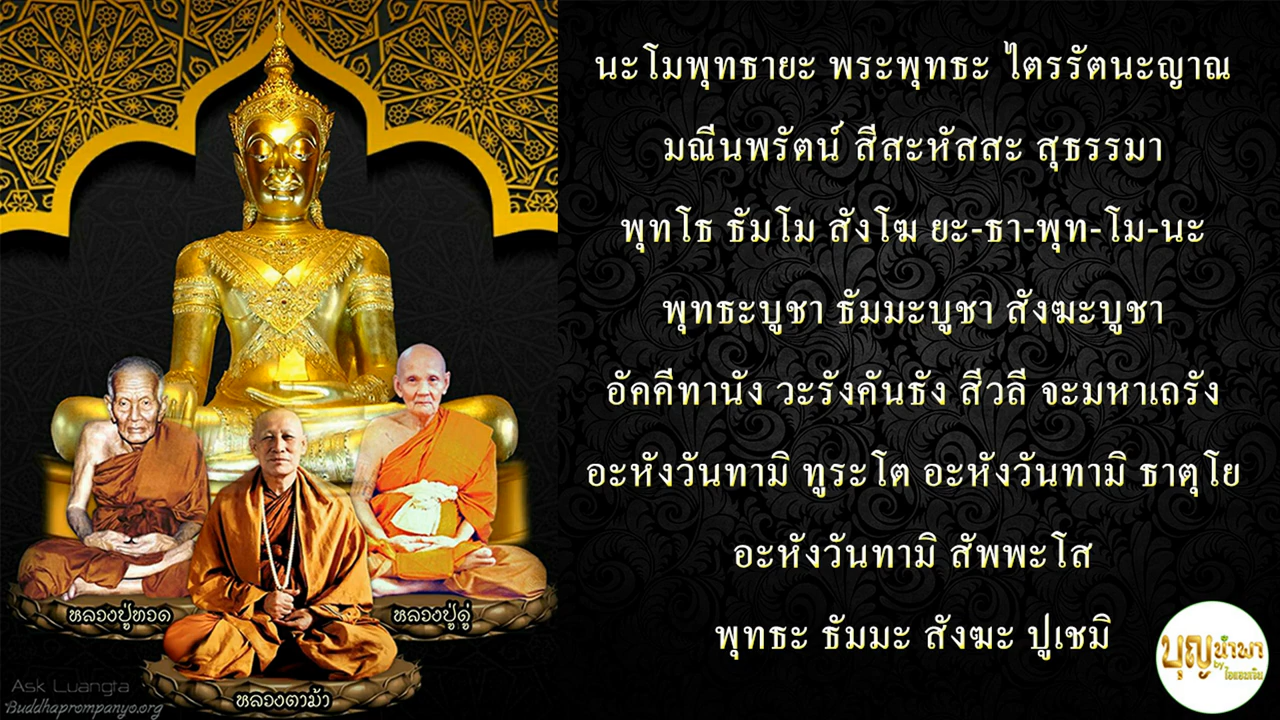 นะโมพุทธายะ พระพุทธะ ไตรรัตนะญาณ
มณีนพรัตน์ สีสะหัสสะ สุธรรมา
พุทโธ ธัมโม สังโฆ ยะ-ธา-พุท-โม-นะ
พุทธะบูชา ธัมมะบูชา สังฆะบูชา
อัคคีทานัง วะรังคันธัง สีวลี จะมหาเถรัง
อะหังวันทามิ ทูระโต อะหังวันทามิ ธาตุโย
อะหังวันทามิ สัพพะโส
พุทธะ ธัมมะ สังฆะ ปูเชมิ
หลวงปู่ทวด
หลวงปู่ดู่
หลวงตาม้า
Ask Luangta
Buddhaprompanyo.org
บุญนำพา
by